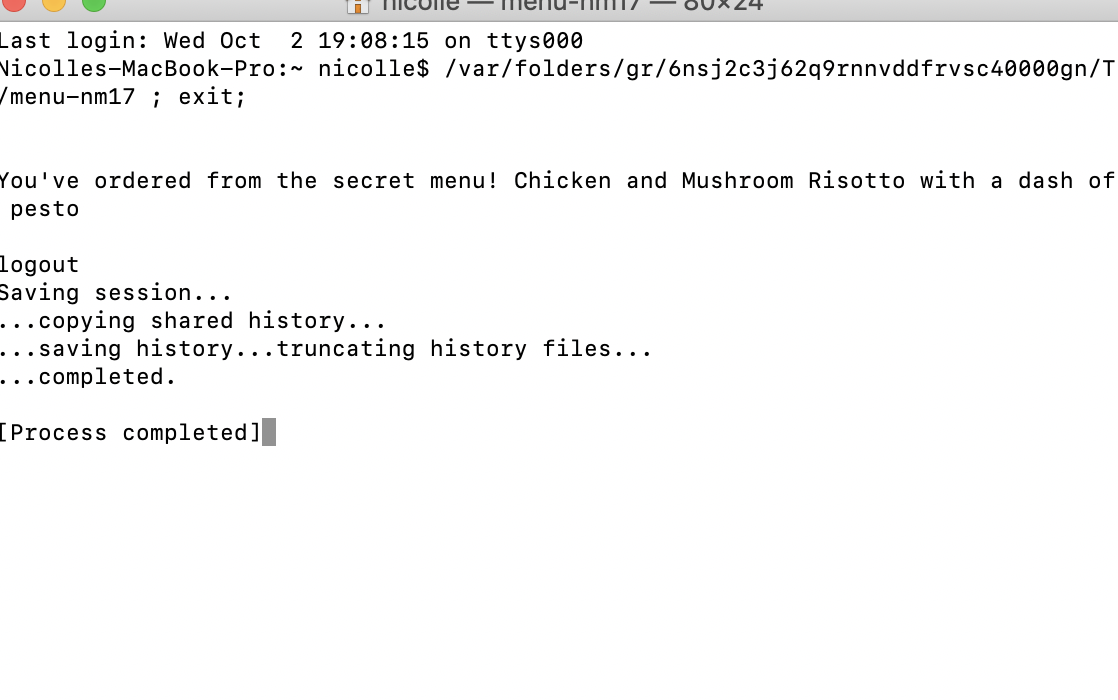 nicolle — menu-nm17 — 80×24
Last login: Wed Oct  2 19:08:15 on ttys000
Nicolles-MacBook-Pro:~ nicolle$ /var/folders/gr/6nsj2c3j62q9rnnvddfrvsc40000gn/T
/menu-nm17 ; exit;
You've ordered from the secret menu! Chicken and Mushroom Risotto with a dash of
 pesto
logout
Saving session...
...copying shared history...
...saving history...truncating history files...
...completed.
[Process completed]